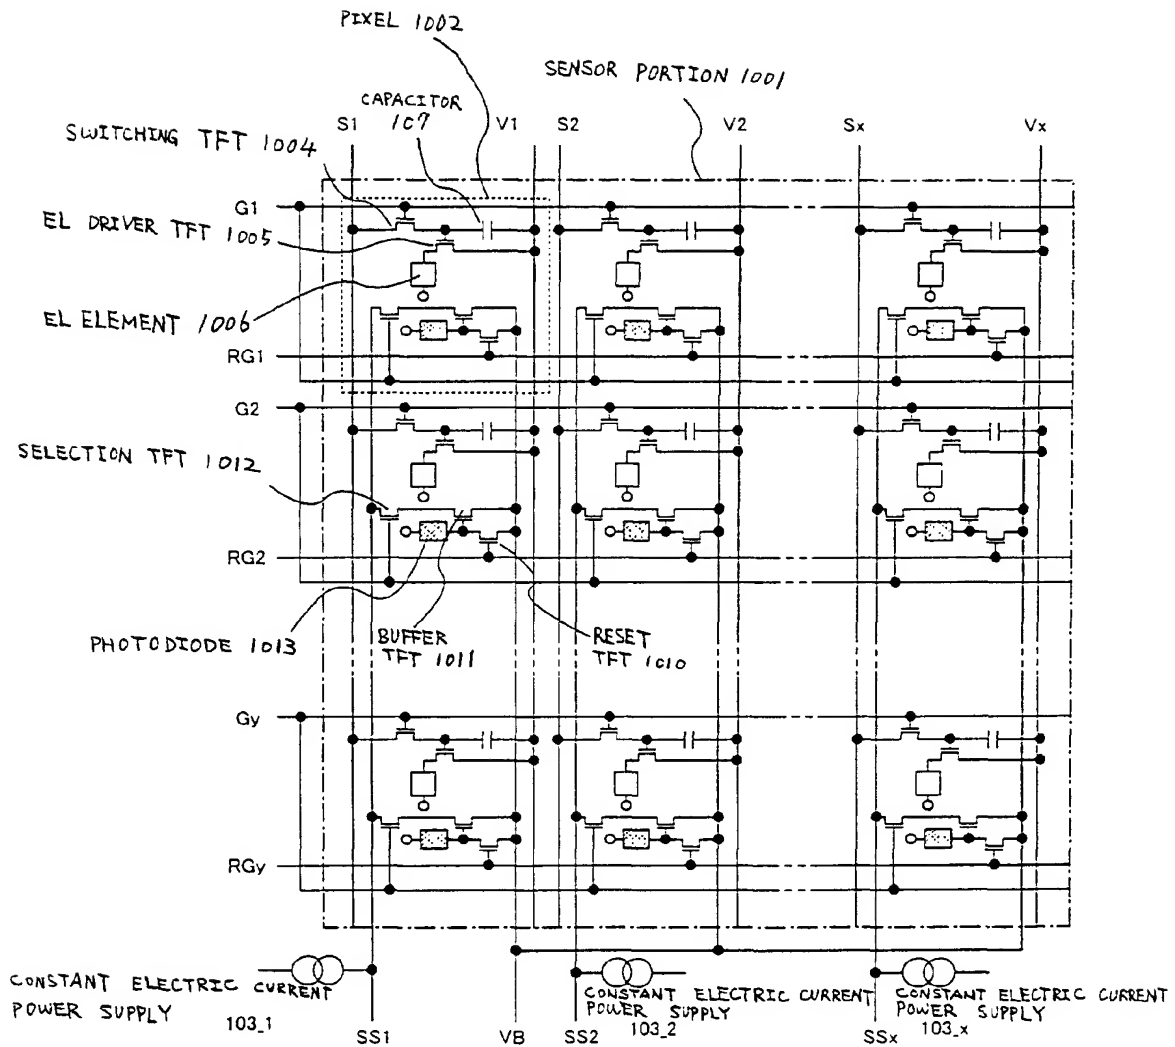 PIXEL 1002
SENSOR PORTION 1001
CAPACITOR
107
S1
V1
S2
V2
Sx
Vx
SWITCHING TFT 1004
G1
EL DRIVER TFT 1005
EL ELEMENT 1006
RG1
G2
SELECTION TFT 1012
RG2
PHOTODIODE 1013
BUFFER
TFT 1011
RESET
TFT 1010
Gy
RGy
CONSTANT ELECTRIC CURRENT
POWER SUPPLY
103_1
CONSTANT ELECTRIC CURRENT
POWER SUPPLY
103_2
CONSTANT ELECTRIC CURRENT
POWER SUPPLY
103_x
SS1
VB
SS2
SSx